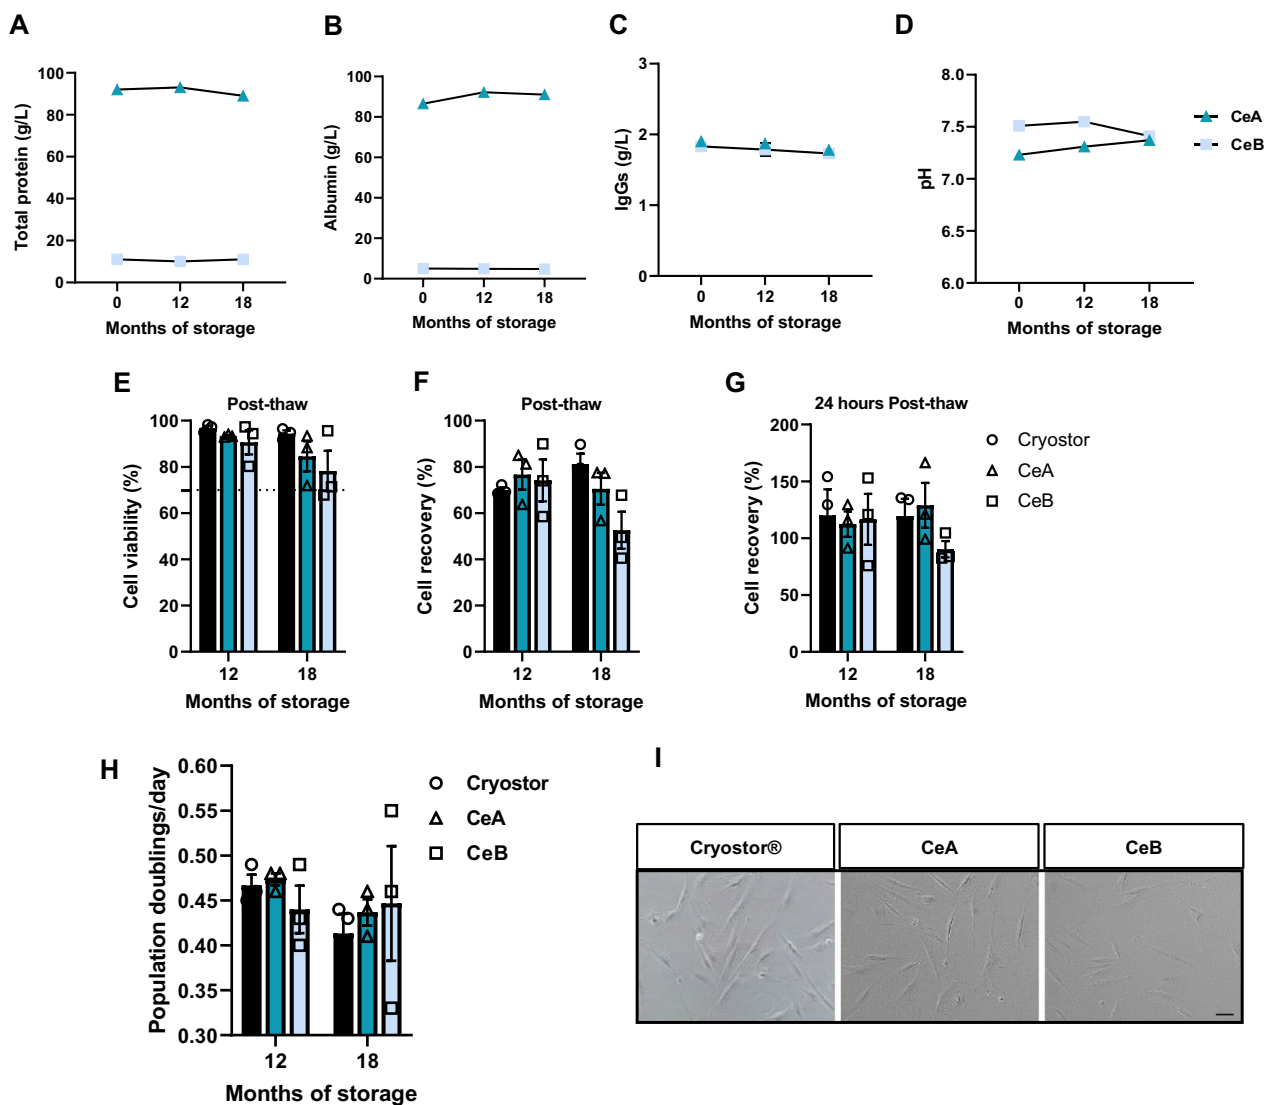 A
B
C
D
Total protein (g/L)
100
80
60
40
20
0
0 12 18
Months of storage
Albumin (g/L)
100
80
60
40
20
0
0 12 18
Months of storage
IgGs (g/L)
3
2
1
0
0 12 18
Months of storage
pH
8.0
7.5
7.0
6.5
6.0
0 12 18
Months of storage
CeA
CeB
E
Post-thaw
Cell viability (%)
100
80
60
40
20
0
12 18
Months of storage
F
Post-thaw
Cell recovery (%)
100
80
60
40
20
0
12 18
Months of storage
G
24 hours Post-thaw
Cell recovery (%)
200
150
100
50
0
12 18
Months of storage
Cryostor
CeA
CeB
H
Population doublings/day
0.60
0.55
0.50
0.45
0.40
0.35
0.30
12 18
Months of storage
Cryostor
CeA
CeB
I
Cryostor®
CeA
CeB